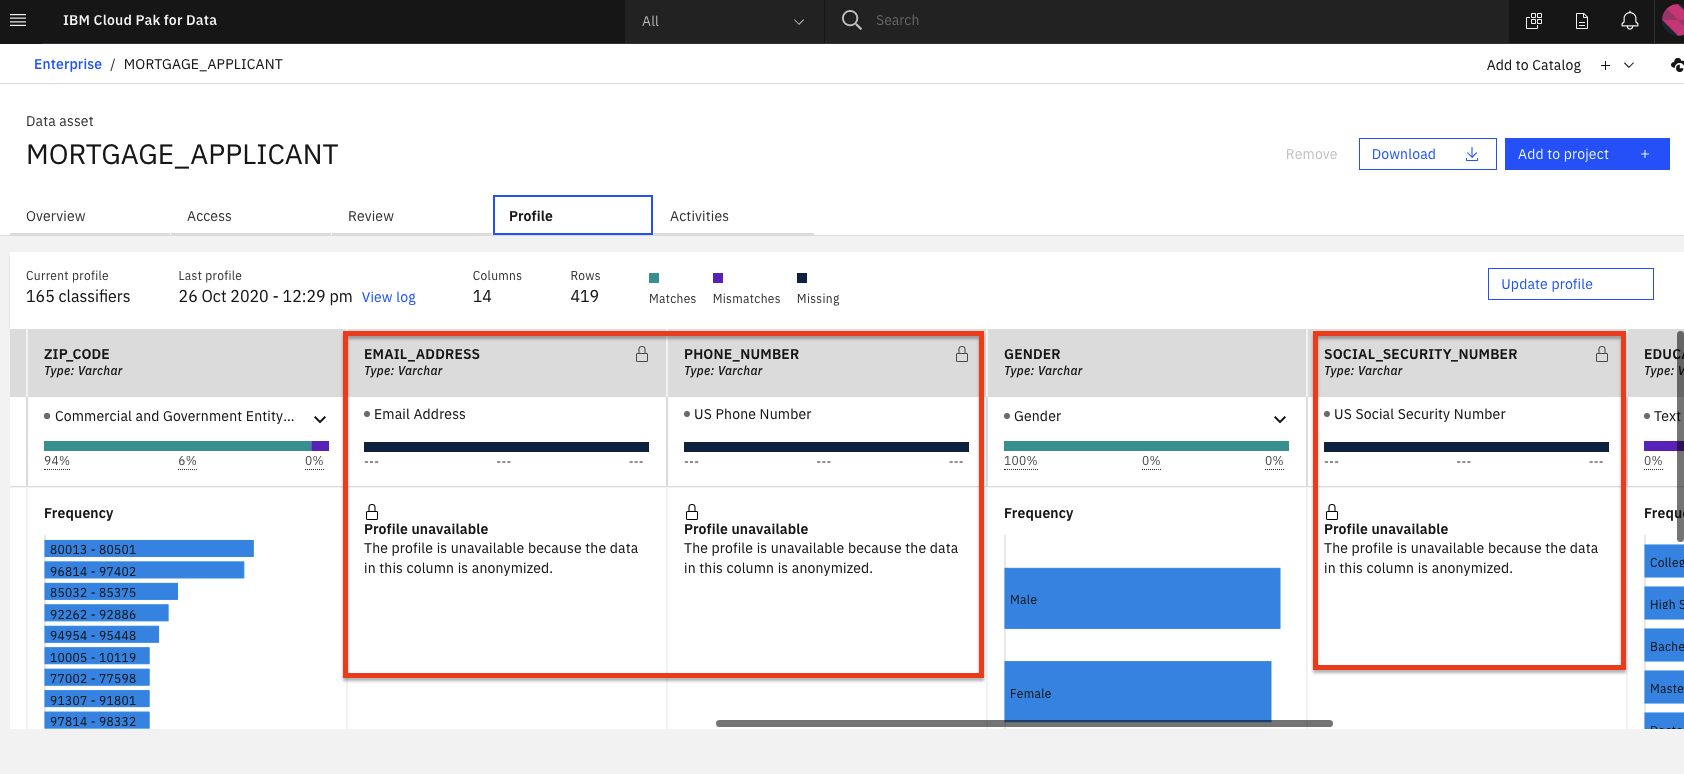 IBM Cloud Pak for Data
All
Search
Enterprise / MORTGAGE_APPLICANT
Add to Catalog +
Data asset
MORTGAGE_APPLICANT
Remove
Download
Add to project +
Overview
Access
Review
Profile
Activities
Current profile
165 classifiers
Last profile
26 Oct 2020 - 12:29 pm View log
Columns
14
Rows
419
Matches
Mismatches
Missing
Update profile
ZIP_CODE
Type: Varchar
Commercial and Government Entity...
94% 6% 0%
Frequency
80013 - 80501
96814 - 97402
85032 - 85375
92262 - 92886
94954 - 95448
10005 - 10119
77002 - 77598
91307 - 91801
97814 - 98332
EMAIL_ADDRESS
Type: Varchar
Email Address
--- --- ---
Profile unavailable
The profile is unavailable because the data
in this column is anonymized.
PHONE_NUMBER
Type: Varchar
US Phone Number
--- --- ---
Profile unavailable
The profile is unavailable because the data
in this column is anonymized.
GENDER
Type: Varchar
Gender
100% 0% 0%
Frequency
Male
Female
SOCIAL_SECURITY_NUMBER
Type: Varchar
US Social Security Number
--- --- ---
Profile unavailable
The profile is unavailable because the data
in this column is anonymized.
EDUC
Type: V
Text
0%
Frequ
Colleg
High S
Bache
Maste